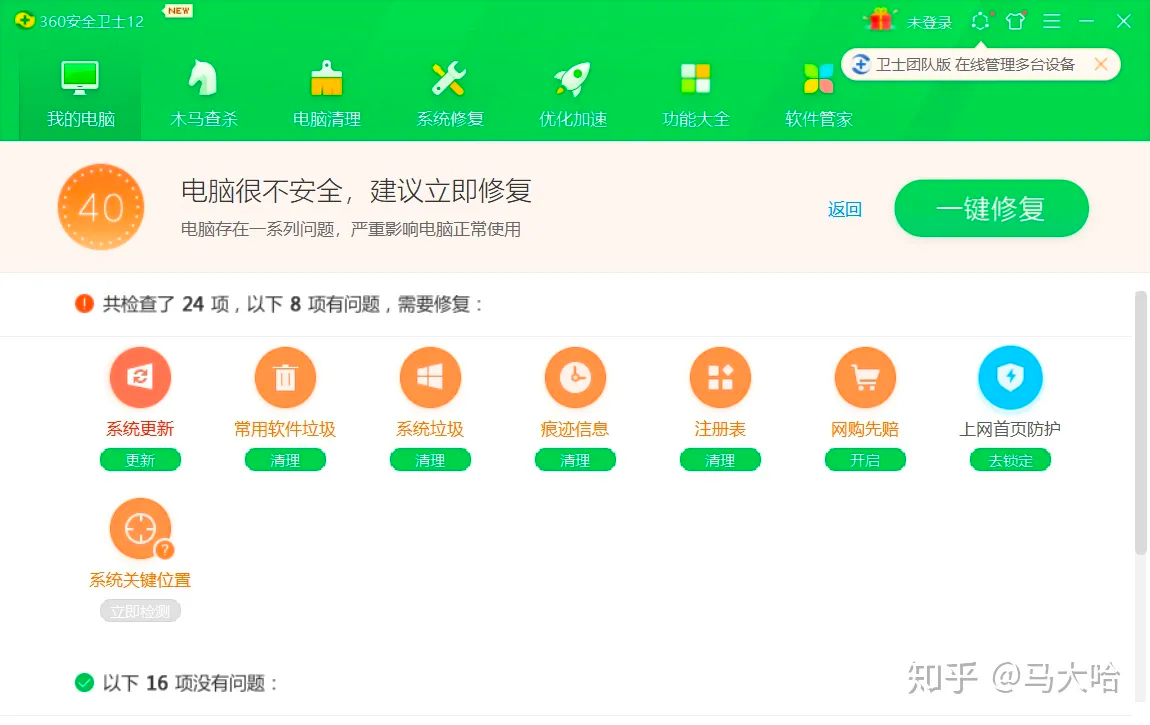 360安全卫士12
NEW
未登录
卫士团队版 在线管理多台设备
我的电脑
木马查杀
电脑清理
系统修复
优化加速
功能大全
软件管家
40
电脑很不安全，建议立即修复
电脑存在一系列问题，严重影响电脑正常使用
返回
一键修复
共检查了 24 项，以下 8 项有问题，需要修复：
系统更新
常用软件垃圾
系统垃圾
痕迹信息
注册表
网购先赔
上网首页防护
更新
清理
清理
清理
清理
开启
去锁定
系统关键位置
立即检测
以下 16 项没有问题：
知乎 @马大哈